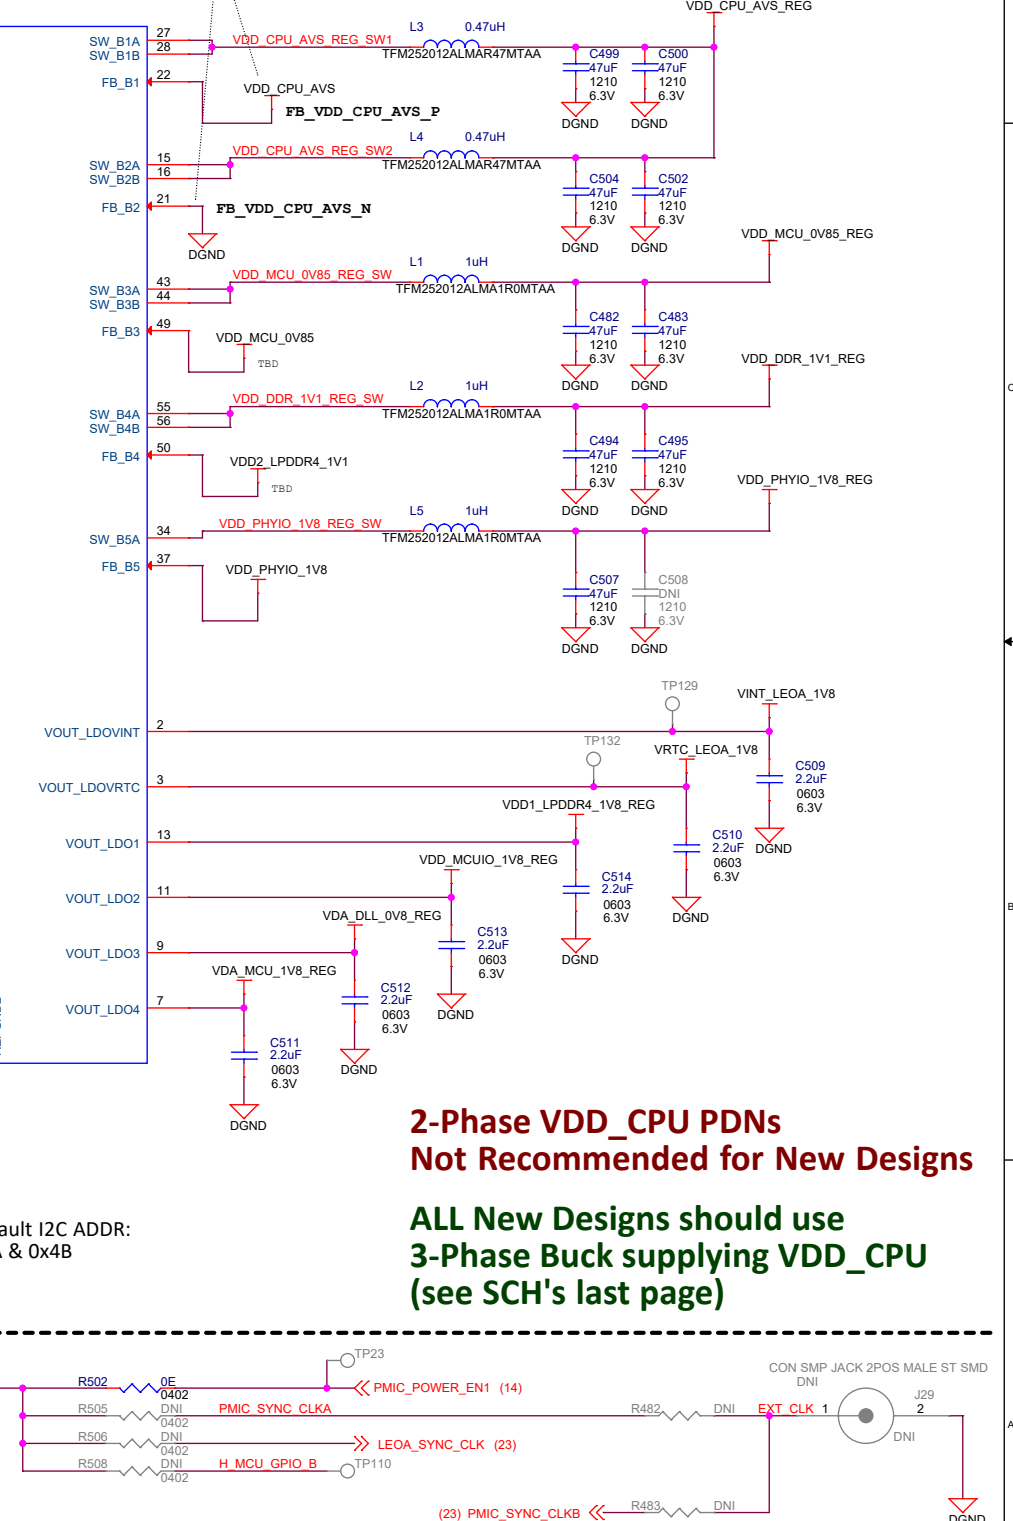 VDD_CPU_AVS_REG
L3 0.47uH
SW_B1A 27 VDD_CPU_AVS_REG_SW1
SW_B1B 28 TFM252012ALMAR47MTAA
C499 C500
47uF 47uF
1210 1210
6.3V 6.3V
DGND DGND
FB_B1 22
VDD_CPU_AVS
FB_VDD_CPU_AVS_P
L4 0.47uH
VDD_CPU_AVS_REG_SW2
SW_B2A 15 TFM252012ALMAR47MTAA
SW_B2B 16
C504 C502
47uF 47uF
1210 1210
6.3V 6.3V
DGND DGND
FB_B2 21 FB_VDD_CPU_AVS_N
DGND
VDD_MCU_0V85_REG
L1 1uH
VDD_MCU_0V85_REG_SW
SW_B3A 43 TFM252012ALMA1R0MTAA
SW_B3B 44
C482 C483
47uF 47uF
1210 1210
6.3V 6.3V
DGND DGND
FB_B3 49
VDD_MCU_0V85
TBD
VDD_DDR_1V1_REG
L2 1uH
VDD_DDR_1V1_REG_SW
SW_B4A 55 TFM252012ALMA1R0MTAA
SW_B4B 56
C494 C495
47uF 47uF
1210 1210
6.3V 6.3V
DGND DGND
FB_B4 50
VDD2_LPDDR4_1V1
TBD
VDD_PHYIO_1V8_REG
L5 1uH
VDD_PHYIO_1V8_REG_SW
SW_B5A 34 TFM252012ALMA1R0MTAA
FB_B5 37
VDD_PHYIO_1V8
C507 C508
47uF DNI
1210 1210
6.3V 6.3V
DGND DGND
C
TP129
VINT_LEOA_1V8
VOUT_LDOVINT 2
TP132
VRTC_LEOA_1V8
C509
2.2uF
0603
6.3V
DGND
VOUT_LDOVRTC 3
VDD1_LPDDR4_1V8_REG
C510
2.2uF
0603
6.3V
DGND
VOUT_LDO1 13
VDD_MCUIO_1V8_REG
C514
2.2uF
0603
6.3V
DGND
VOUT_LDO2 11
VDA_DLL_0V8_REG
C513
2.2uF
0603
6.3V
DGND
VOUT_LDO3 9
VDA_MCU_1V8_REG
C512
2.2uF
0603
6.3V
DGND
VOUT_LDO4 7
C511
2.2uF
0603
6.3V
DGND
B
2-Phase VDD_CPU PDNs
Not Recommended for New Designs
ALL New Designs should use
3-Phase Buck supplying VDD_CPU
(see SCH's last page)
ault I2C ADDR:
& 0x4B
TP23
R502 0E PMIC_POWER_EN1 (14)
0402
R505 DNI PMIC_SYNC_CLKA
0402
R482 DNI EXT_CLK 1
CON SMP JACK 2POS MALE ST SMD
DNI
J29
2
DNI
A
R506 DNI LEOA_SYNC_CLK (23)
0402
R508 DNI H_MCU_GPIO_B TP110
0402
(23) PMIC_SYNC_CLKB R483 DNI
DGND